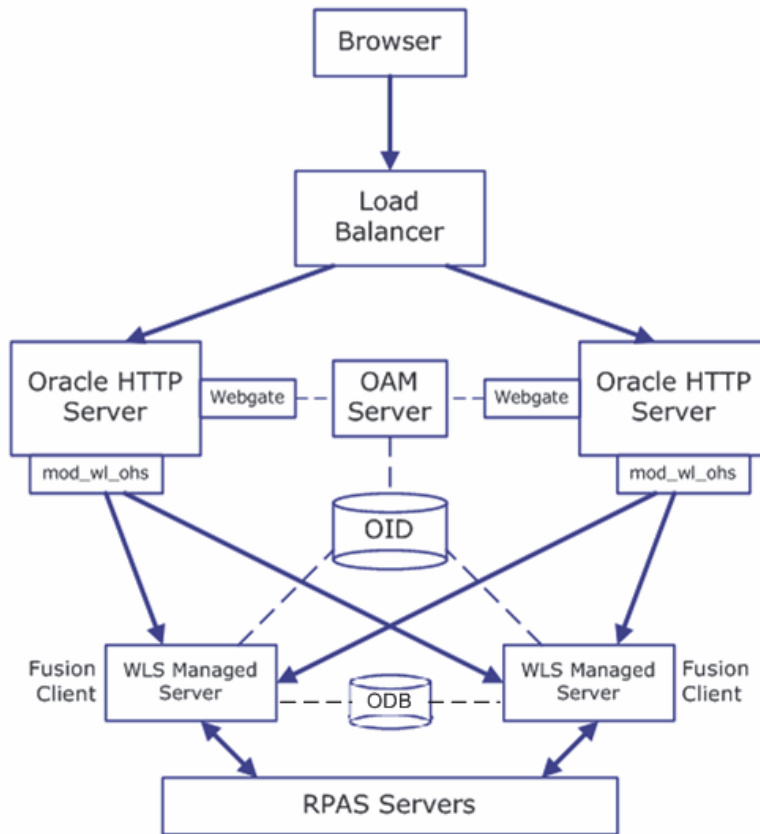 Browser
Load
Balancer
Oracle HTTP
Server
Webgate
OAM
Server
Webgate
Oracle HTTP
Server
mod_wl_ohs
mod_wl_ohs
OID
Fusion
Client
WLS Managed
Server
ODB
WLS Managed
Server
Fusion
Client
RPAS Servers